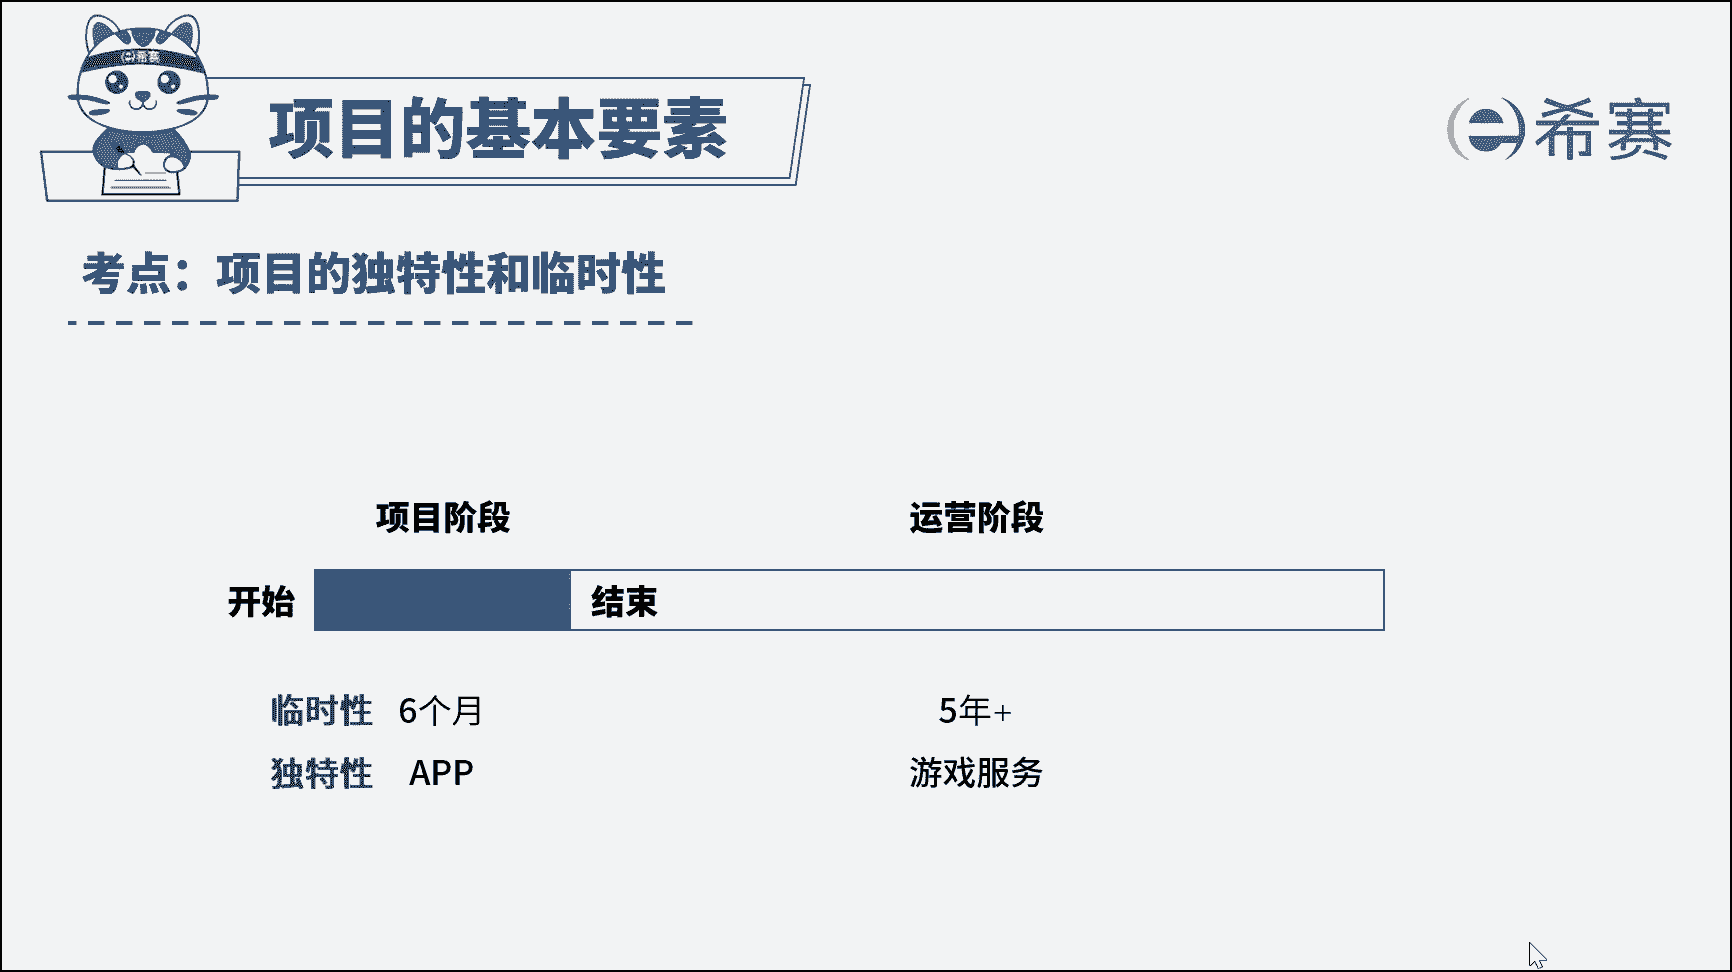 希赛
项目的基本要素
希赛
考点：项目的独特性和临时性
项目阶段 运营阶段
开始 结束
临时性 6个月 5年+
独特性 APP 游戏服务